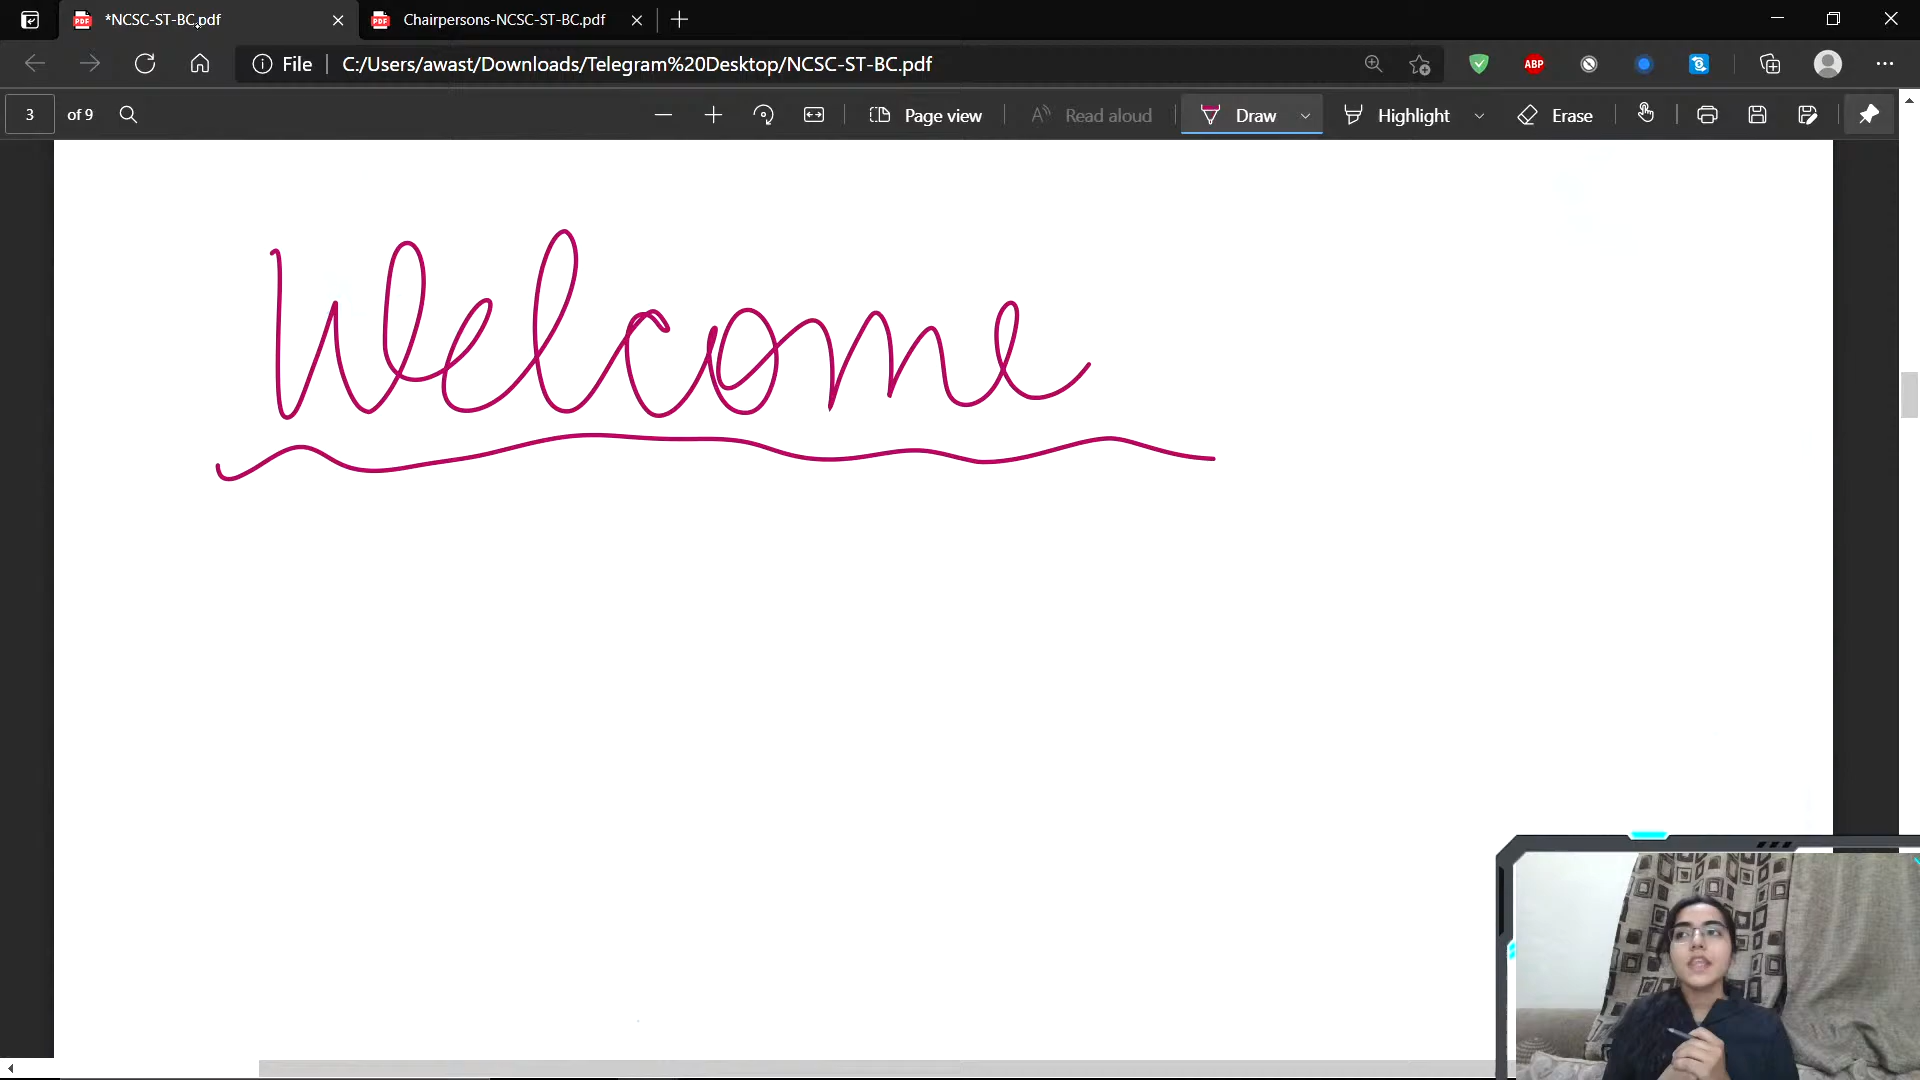 *NCSC-ST-BC.pdf
Chairpersons-NCSC-ST-BC.pdf
File
C:/Users/awast/Downloads/Telegram%20Desktop/NCSC-ST-BC.pdf
ABP
3 of 9
Page view
Read aloud
Draw
Highlight
Erase
Welcome